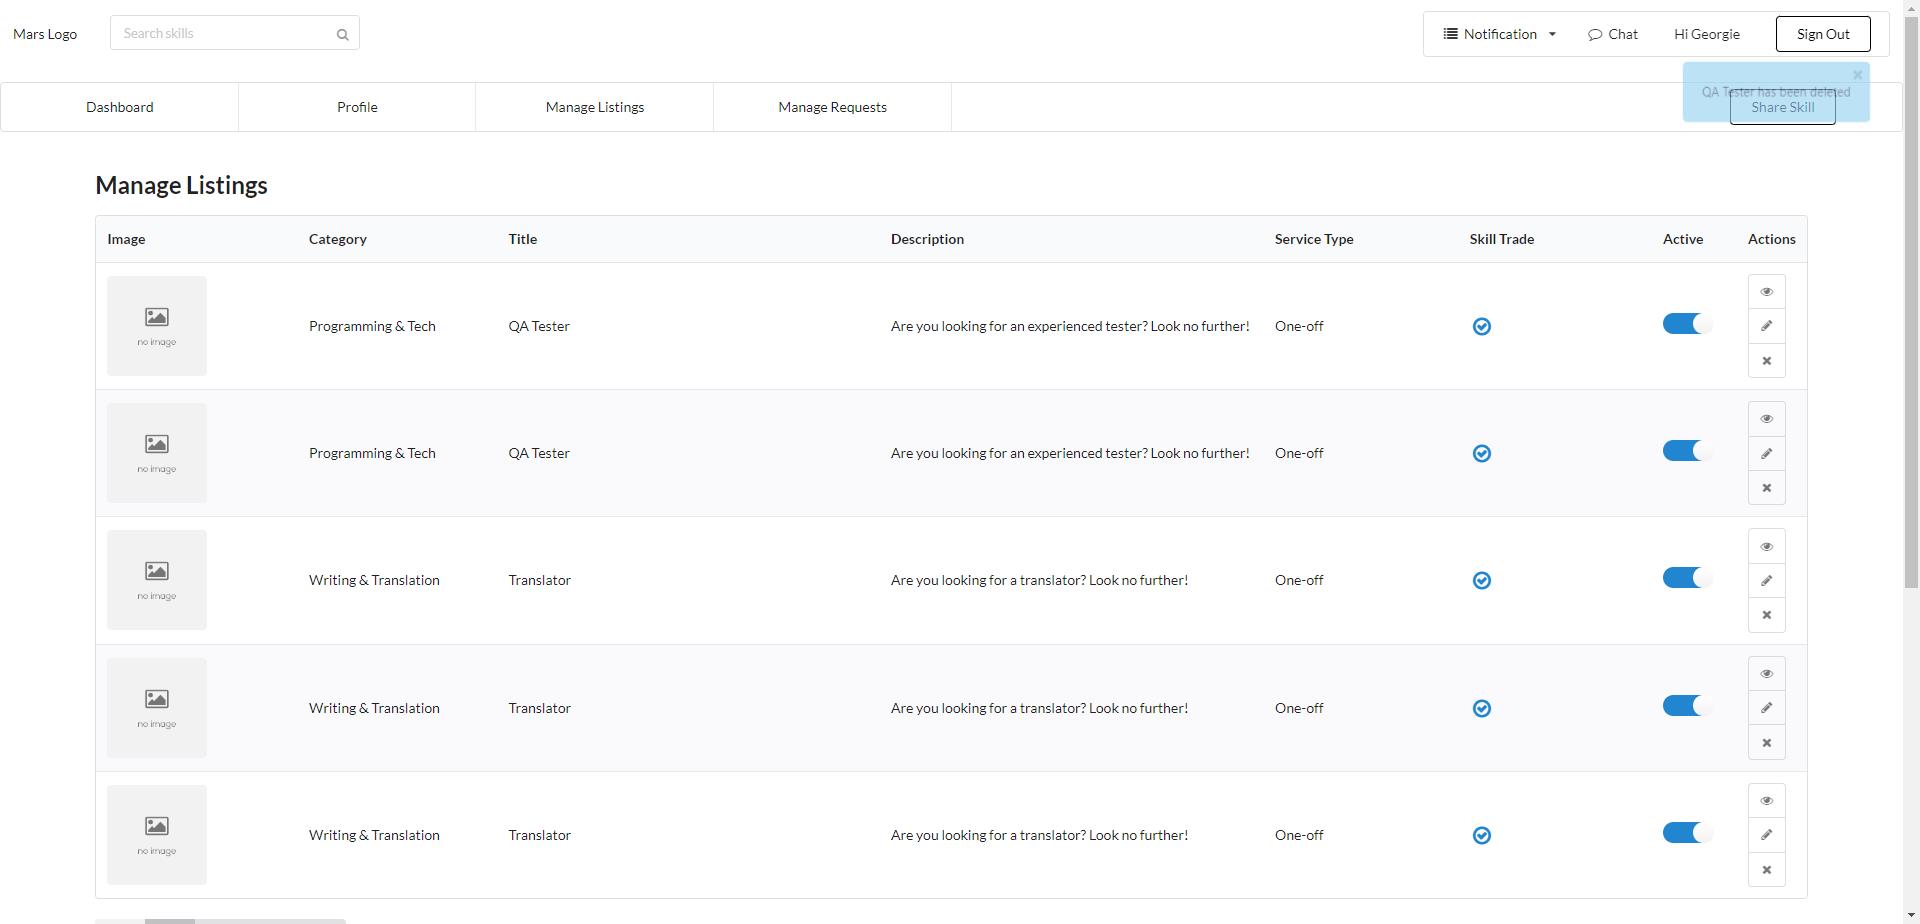 Mars Logo
Search skills
Notification
Chat
Hi Georgie
Sign Out
QA Tester has been deleted
Dashboard
Profile
Manage Listings
Manage Requests
Share Skill
Manage Listings
Image Category Title Description Service Type Skill Trade Active Actions
no image
Programming & Tech QA Tester Are you looking for an experienced tester? Look no further! One-off
no image
Programming & Tech QA Tester Are you looking for an experienced tester? Look no further! One-off
no image
Writing & Translation Translator Are you looking for a translator? Look no further! One-off
no image
Writing & Translation Translator Are you looking for a translator? Look no further! One-off
no image
Writing & Translation Translator Are you looking for a translator? Look no further! One-off